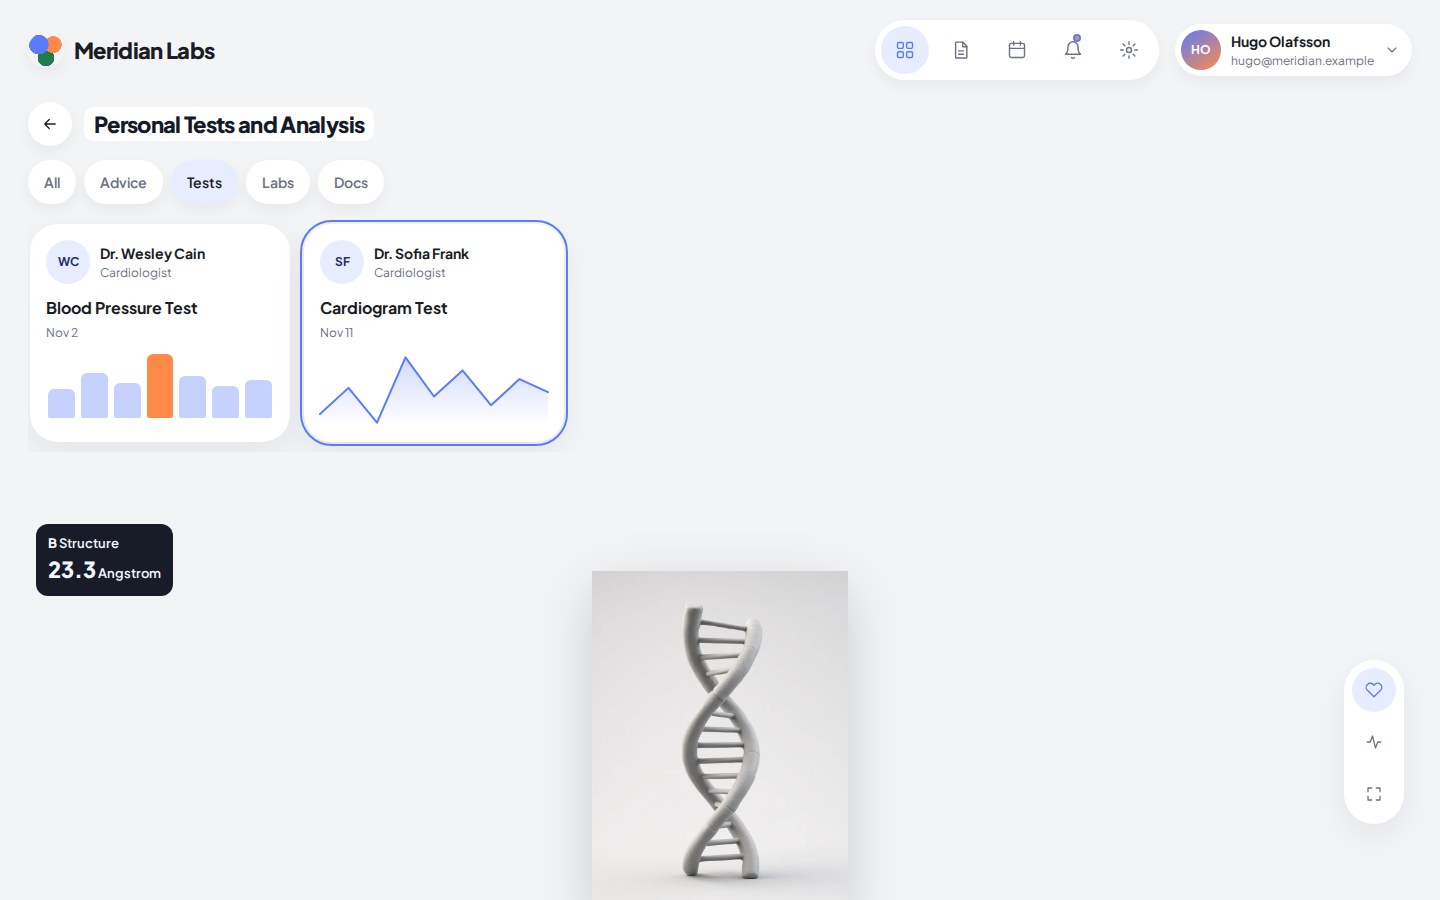 Meridian Labs
HO
Hugo Olafsson
hugo@meridian.example
Personal Tests and Analysis
All
Advice
Tests
Labs
Docs
WC
Dr. Wesley Cain
Cardiologist
Blood Pressure Test
Nov 2
SF
Dr. Sofia Frank
Cardiologist
Cardiogram Test
Nov 11
B Structure
23.3 Angstrom